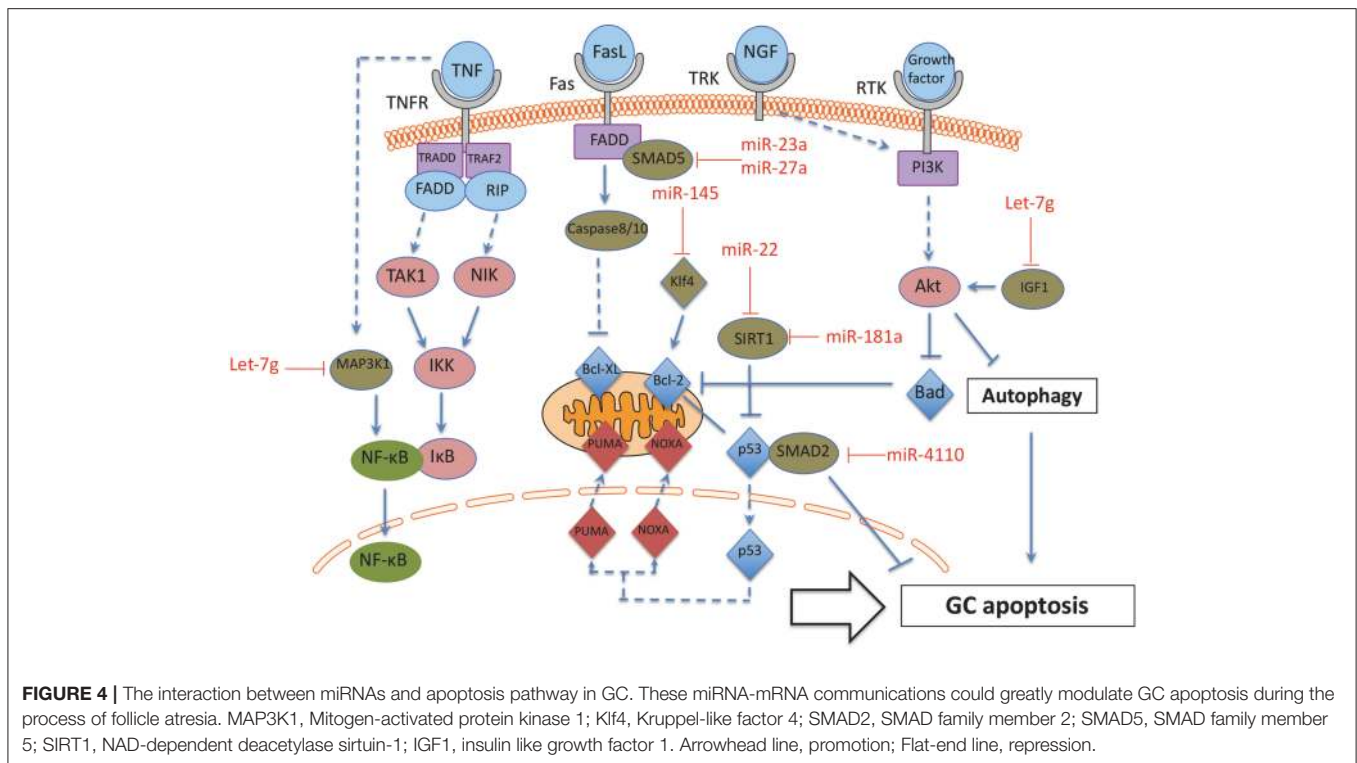 TNF
FasL
NGF
Growth
factor
TNFR
Fas
TRK
RTK
TRADD
TRAF2
FADD
RIP
FADD
SMAD5
miR-23a
miR-27a
PI3K
miR-145
Let-7g
Caspase8/10
miR-22
TAK1
NIK
Klf4
Akt
IGF1
SIRT1
miR-181a
Let-7g
MAP3K1
IKK
Bcl-XL
Bcl-2
Bad
Autophagy
NF-κB
IκB
PUMA
NOXA
p53
SMAD2
miR-4110
PUMA
NOXA
p53
NF-κB
GC apoptosis
FIGURE 4 | The interaction between miRNAs and apoptosis pathway in GC. These miRNA-mRNA communications could greatly modulate GC apoptosis during the
process of follicle atresia. MAP3K1, Mitogen-activated protein kinase 1; Klf4, Kruppel-like factor 4; SMAD2, SMAD family member 2; SMAD5, SMAD family member
5; SIRT1, NAD-dependent deacetylase sirtuin-1; IGF1, insulin like growth factor 1. Arrowhead line, promotion; Flat-end line, repression.